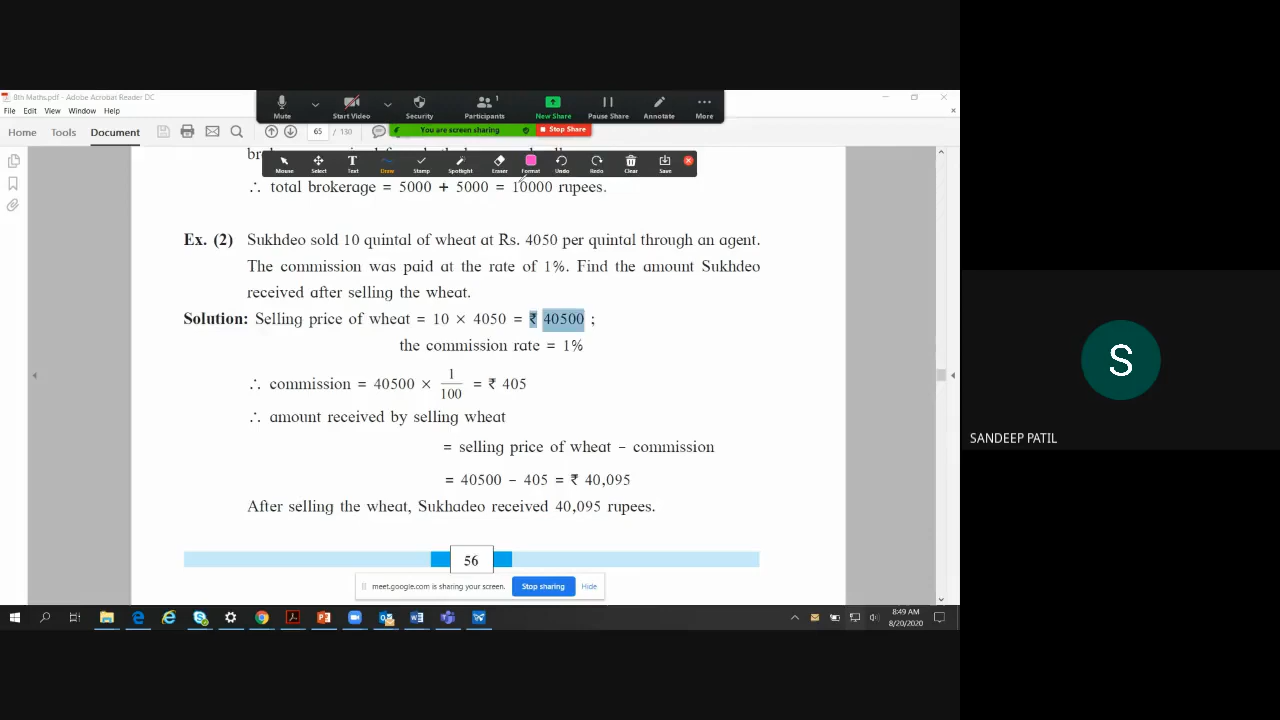 8th Maths.pdf - Adobe Acrobat Reader DC
File Edit View Window Help
Mute Start Video Security Participants 1 New Share Pause Share Annotate More
Home Tools Document 65 / 130
You are screen sharing Stop Share
Mouse Select Text Draw Stamp Spotlight Eraser Format Undo Redo Clear Save
∴ total brokerage = 5000 + 5000 = 10000 rupees.
Ex. (2) Sukhdeo sold 10 quintal of wheat at Rs. 4050 per quintal through an agent.
The commission was paid at the rate of 1%. Find the amount Sukhdeo
received after selling the wheat.
Solution: Selling price of wheat = 10 × 4050 = ₹ 40500 ;
the commission rate = 1%
∴ commission = 40500 × 1/100 = ₹ 405
∴ amount received by selling wheat
= selling price of wheat − commission
= 40500 − 405 = ₹ 40,095
After selling the wheat, Sukhadeo received 40,095 rupees.
56
meet.google.com is sharing your screen. Stop sharing Hide
8:49 AM
8/20/2020
S
SANDEEP PATIL